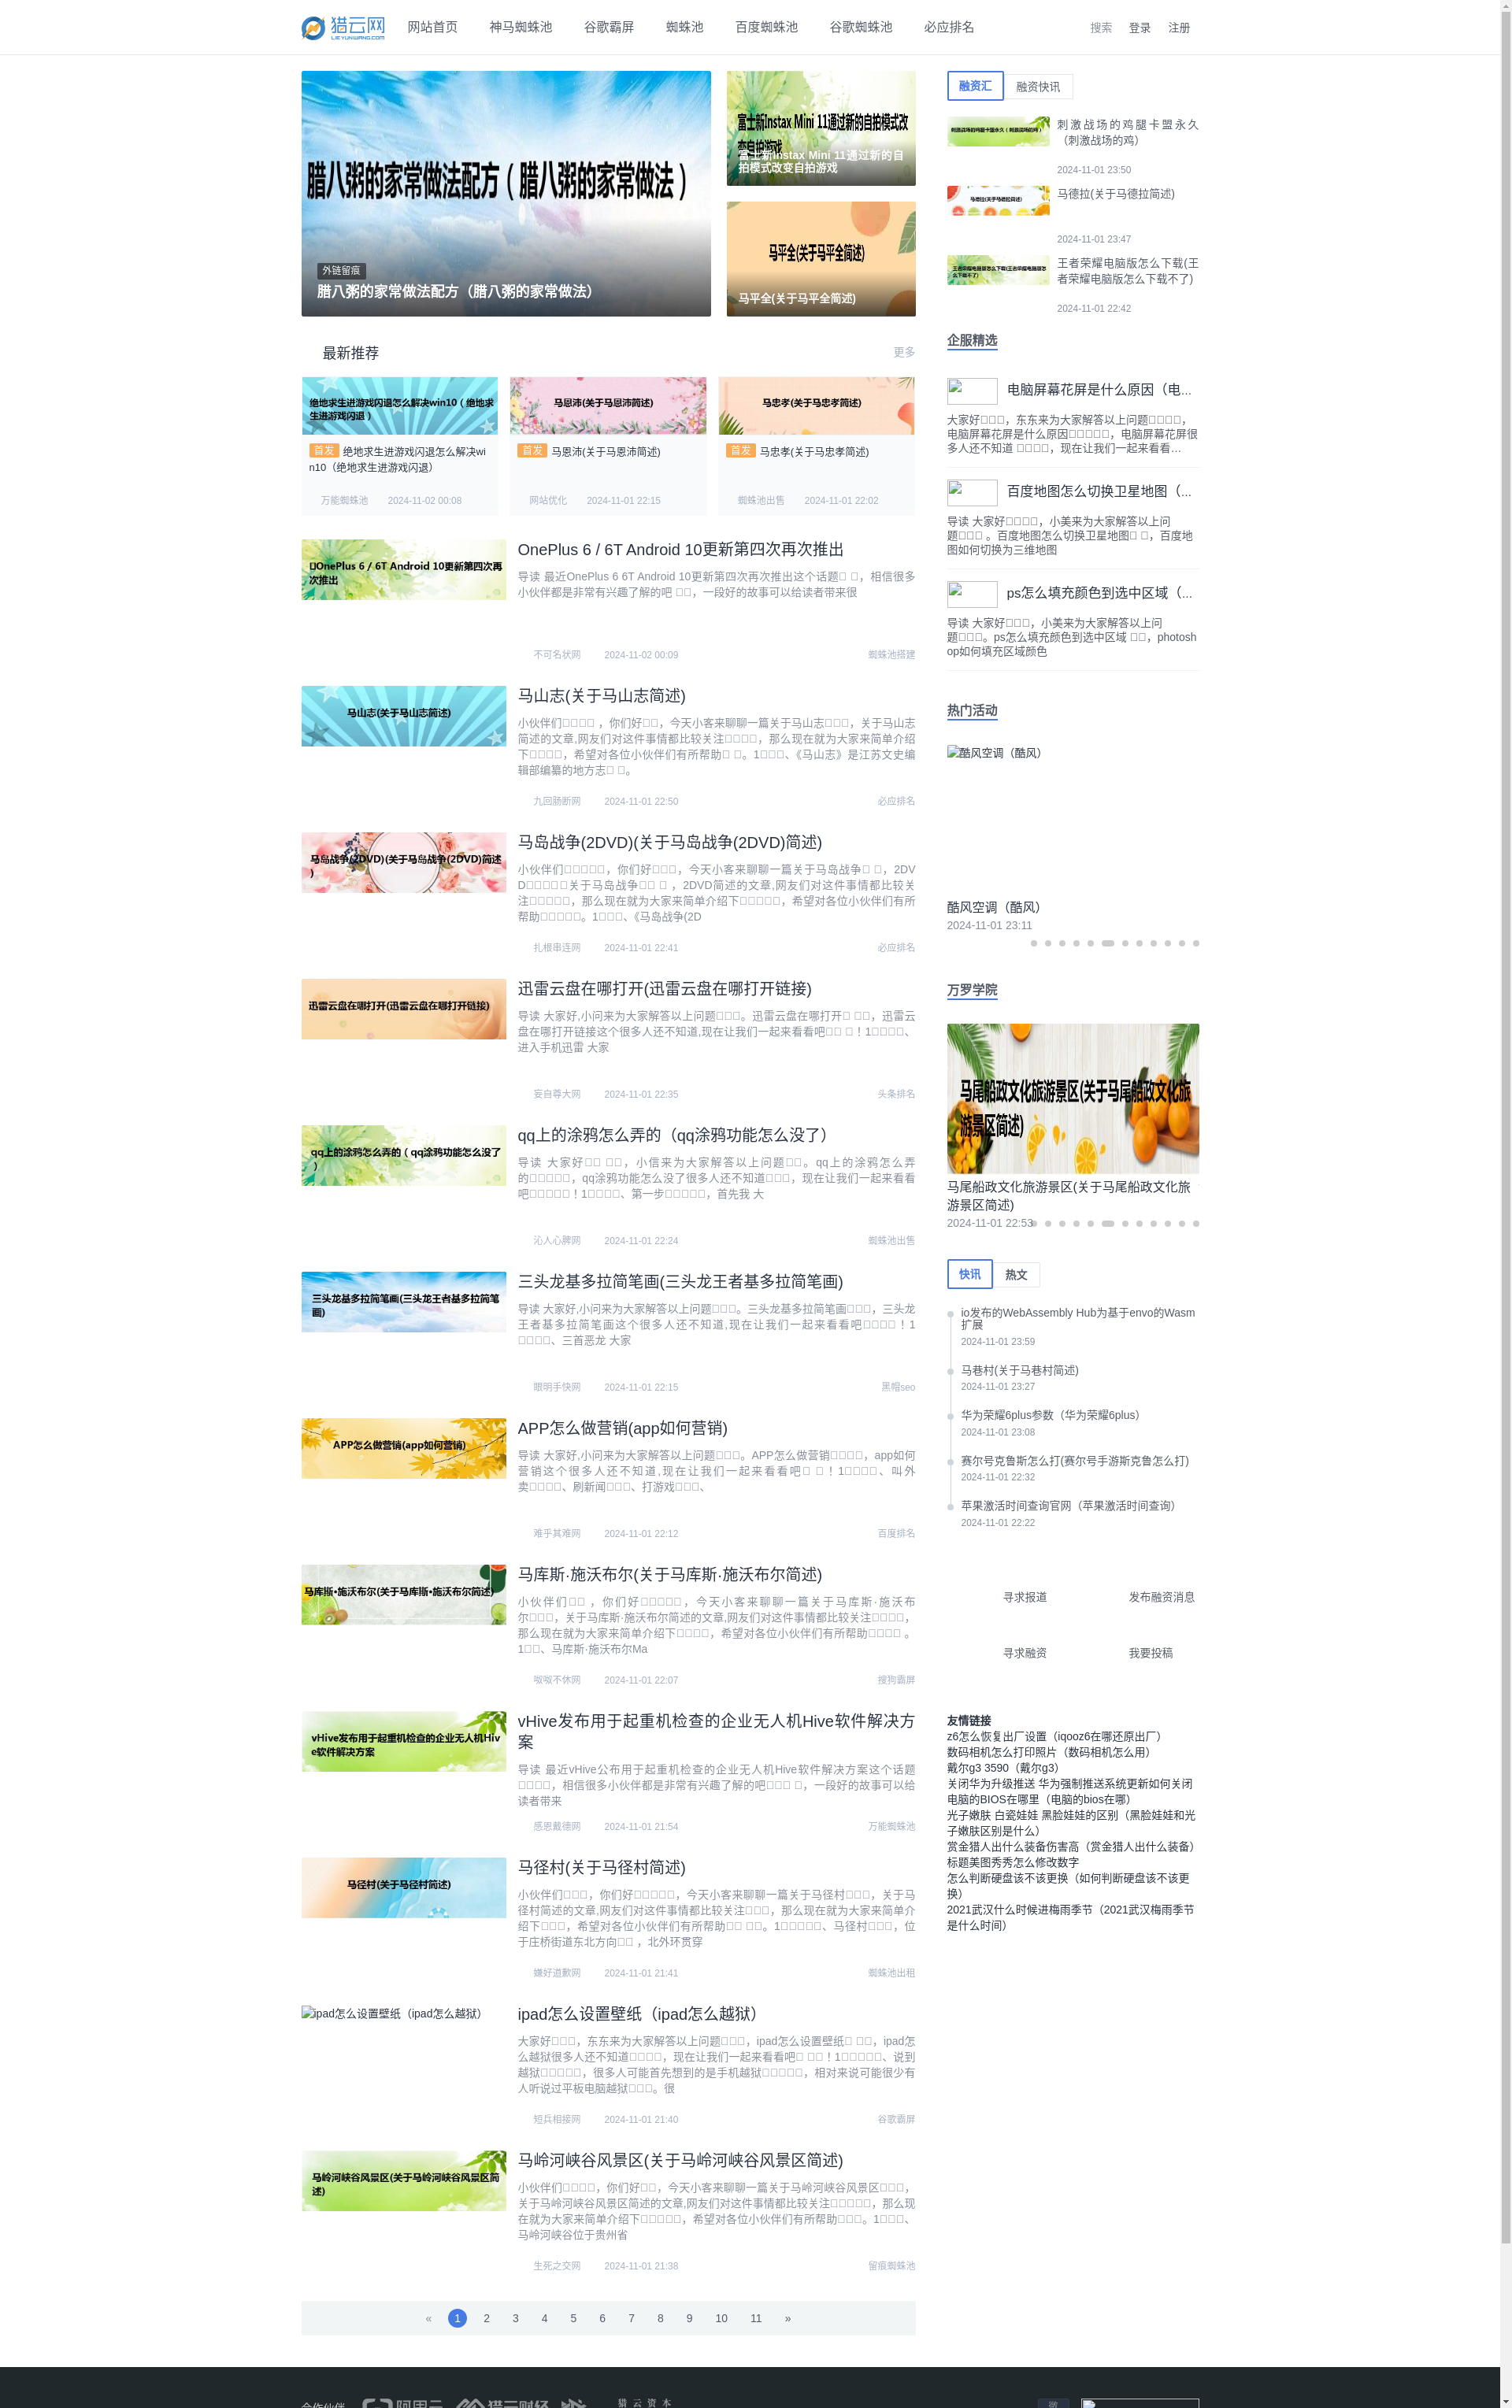 猎云网
LIEYUNWANG.COM
网站首页
神马蜘蛛池
谷歌霸屏
蜘蛛池
百度蜘蛛池
谷歌蜘蛛池
必应排名
搜索
登录
注册
腊八粥的家常做法配方（腊八粥的家常做法）
外链留痕
腊八粥的家常做法配方（腊八粥的家常做法）
富士新Instax Mini 11通过新的自拍模式改
变自拍游戏
富士新Instax Mini 11通过新的自
拍模式改变自拍游戏
马平全(关于马平全简述)
马平全(关于马平全简述)
最新推荐
更多
绝地求生进游戏闪退怎么解决win10（绝地求
生进游戏闪退）
首发 绝地求生进游戏闪退怎么解决wi
n10（绝地求生进游戏闪退）
万能蜘蛛池 2024-11-02 00:08
马恩沛(关于马恩沛简述)
首发 马恩沛(关于马恩沛简述)
网站优化 2024-11-01 22:15
马忠孝(关于马忠孝简述)
首发 马忠孝(关于马忠孝简述)
蜘蛛池出售 2024-11-01 22:02
OnePlus 6 / 6T Android 10更新第四次再
次推出
OnePlus 6 / 6T Android 10更新第四次再次推出
导读 最近OnePlus 6 6T Android 10更新第四次再次推出这个话题，相信很多
小伙伴都是非常有兴趣了解的吧 ，一段好的故事可以给读者带来很
不可名状网 2024-11-02 00:09 蜘蛛池搭建
马山志(关于马山志简述)
马山志(关于马山志简述)
小伙伴们 ，你们好，今天小客来聊聊一篇关于马山志，关于马山志
简述的文章,网友们对这件事情都比较关注，那么现在就为大家来简单介绍
下，希望对各位小伙伴们有所帮助。1、《马山志》是江苏文史编
辑部编纂的地方志。
九回肠断网 2024-11-01 22:50 必应排名
马岛战争(2DVD)(关于马岛战争(2DVD)简述
)
马岛战争(2DVD)(关于马岛战争(2DVD)简述)
小伙伴们，你们好，今天小客来聊聊一篇关于马岛战争，2DV
D关于马岛战争 ，2DVD简述的文章,网友们对这件事情都比较关
注，那么现在就为大家来简单介绍下，希望对各位小伙伴们有所
帮助。1、《马岛战争(2D
扎根串连网 2024-11-01 22:41 必应排名
迅雷云盘在哪打开(迅雷云盘在哪打开链接)
迅雷云盘在哪打开(迅雷云盘在哪打开链接)
导读 大家好,小问来为大家解答以上问题。迅雷云盘在哪打开，迅雷云
盘在哪打开链接这个很多人还不知道,现在让我们一起来看看吧！1、
进入手机迅雷 大家
妄自尊大网 2024-11-01 22:35 头条排名
qq上的涂鸦怎么弄的（qq涂鸦功能怎么没了
）
qq上的涂鸦怎么弄的（qq涂鸦功能怎么没了）
导读 大家好 ，小信来为大家解答以上问题。qq上的涂鸦怎么弄
的，qq涂鸦功能怎么没了很多人还不知道，现在让我们一起来看看
吧！1、第一步，首先我 大
沁人心脾网 2024-11-01 22:24 蜘蛛池出售
三头龙基多拉简笔画(三头龙王者基多拉简笔
画)
三头龙基多拉简笔画(三头龙王者基多拉简笔画)
导读 大家好,小问来为大家解答以上问题。三头龙基多拉简笔画，三头龙
王者基多拉简笔画这个很多人还不知道,现在让我们一起来看看吧！1
、三首恶龙 大家
眼明手快网 2024-11-01 22:15 黑帽seo
APP怎么做营销(app如何营销)
APP怎么做营销(app如何营销)
导读 大家好,小问来为大家解答以上问题。APP怎么做营销，app如何
营销这个很多人还不知道,现在让我们一起来看看吧！1、叫外
卖、刷新闻、打游戏、
难乎其难网 2024-11-01 22:12 百度排名
马库斯•施沃布尔(关于马库斯•施沃布尔简述)
马库斯·施沃布尔(关于马库斯·施沃布尔简述)
小伙伴们 ，你们好，今天小客来聊聊一篇关于马库斯·施沃布
尔，关于马库斯·施沃布尔简述的文章,网友们对这件事情都比较关注，
那么现在就为大家来简单介绍下，希望对各位小伙伴们有所帮助 。
1、马库斯·施沃布尔Ma
呶呶不休网 2024-11-01 22:07 搜狗霸屏
vHive发布用于起重机检查的企业无人机Hiv
e软件解决方案
vHive发布用于起重机检查的企业无人机Hive软件解决方
案
导读 最近vHive公布用于起重机检查的企业无人机Hive软件解决方案这个话题
，相信很多小伙伴都是非常有兴趣了解的吧，一段好的故事可以给
读者带来
感恩戴德网 2024-11-01 21:54 万能蜘蛛池
马径村(关于马径村简述)
马径村(关于马径村简述)
小伙伴们，你们好，今天小客来聊聊一篇关于马径村，关于马
径村简述的文章,网友们对这件事情都比较关注，那么现在就为大家来简单介
绍下，希望对各位小伙伴们有所帮助 。1、马径村，位
于庄桥街道东北方向 ，北外环贯穿
嫌好道歉网 2024-11-01 21:41 蜘蛛池出租
ipad怎么设置壁纸（ipad怎么越狱）
ipad怎么设置壁纸（ipad怎么越狱）
大家好，东东来为大家解答以上问题，ipad怎么设置壁纸，ipad怎
么越狱很多人还不知道，现在让我们一起来看看吧！1、说到
越狱，很多人可能首先想到的是手机越狱，相对来说可能很少有
人听说过平板电脑越狱。很
短兵相接网 2024-11-01 21:40 谷歌霸屏
马岭河峡谷风景区(关于马岭河峡谷风景区简
述)
马岭河峡谷风景区(关于马岭河峡谷风景区简述)
小伙伴们，你们好，今天小客来聊聊一篇关于马岭河峡谷风景区，
关于马岭河峡谷风景区简述的文章,网友们对这件事情都比较关注，那么现
在就为大家来简单介绍下，希望对各位小伙伴们有所帮助。1、
马岭河峡谷位于贵州省
生死之交网 2024-11-01 21:38 留痕蜘蛛池
« 1 2 3 4 5 6 7 8 9 10 11 »
融资汇
融资快讯
刺激战场的鸡腿卡盟永久（刺激战场的鸡）
刺激战场的鸡腿卡盟永久
（刺激战场的鸡）
2024-11-01 23:50
马德拉(关于马德拉简述)
马德拉(关于马德拉简述)
2024-11-01 23:47
王者荣耀电脑版怎么下载(王者荣耀电脑版怎
么下载不了)
王者荣耀电脑版怎么下载(王
者荣耀电脑版怎么下载不了)
2024-11-01 22:42
企服精选
电脑屏幕花屏是什么原因（电...
大家好，东东来为大家解答以上问题，
电脑屏幕花屏是什么原因，电脑屏幕花屏很
多人还不知道 ，现在让我们一起来看看...
百度地图怎么切换卫星地图（...
导读 大家好，小美来为大家解答以上问
题 。百度地图怎么切换卫星地图，百度地
图如何切换为三维地图
ps怎么填充颜色到选中区域（...
导读 大家好，小美来为大家解答以上问
题。ps怎么填充颜色到选中区域 ，photosh
op如何填充区域颜色
热门活动
酷风空调（酷风）
酷风空调（酷风）
2024-11-01 23:11
万罗学院
马尾船政文化旅游景区(关于马尾船政文化旅
游景区简述)
马尾船政文化旅游景区(关于马尾船政文化旅
游景区简述)
2024-11-01 22:53
快讯
热文
io发布的WebAssembly Hub为基于envo的Wasm
扩展
2024-11-01 23:59
马巷村(关于马巷村简述)
2024-11-01 23:27
华为荣耀6plus参数（华为荣耀6plus）
2024-11-01 23:08
赛尔号克鲁斯怎么打(赛尔号手游斯克鲁怎么打)
2024-11-01 22:32
苹果激活时间查询官网（苹果激活时间查询）
2024-11-01 22:22
寻求报道
发布融资消息
寻求融资
我要投稿
友情链接
z6怎么恢复出厂设置（iqooz6在哪还原出厂）
数码相机怎么打印照片（数码相机怎么用）
戴尔g3 3590（戴尔g3）
关闭华为升级推送 华为强制推送系统更新如何关闭
电脑的BIOS在哪里（电脑的bios在哪）
光子嫩肤 白瓷娃娃 黑脸娃娃的区别（黑脸娃娃和光
子嫩肤区别是什么）
赏金猎人出什么装备伤害高（赏金猎人出什么装备）
标题美图秀秀怎么修改数字
怎么判断硬盘该不该更换（如何判断硬盘该不该更
换）
2021武汉什么时候进梅雨季节（2021武汉梅雨季节
是什么时间）
合作伙伴
阿里云
猎云财经
猎云资本